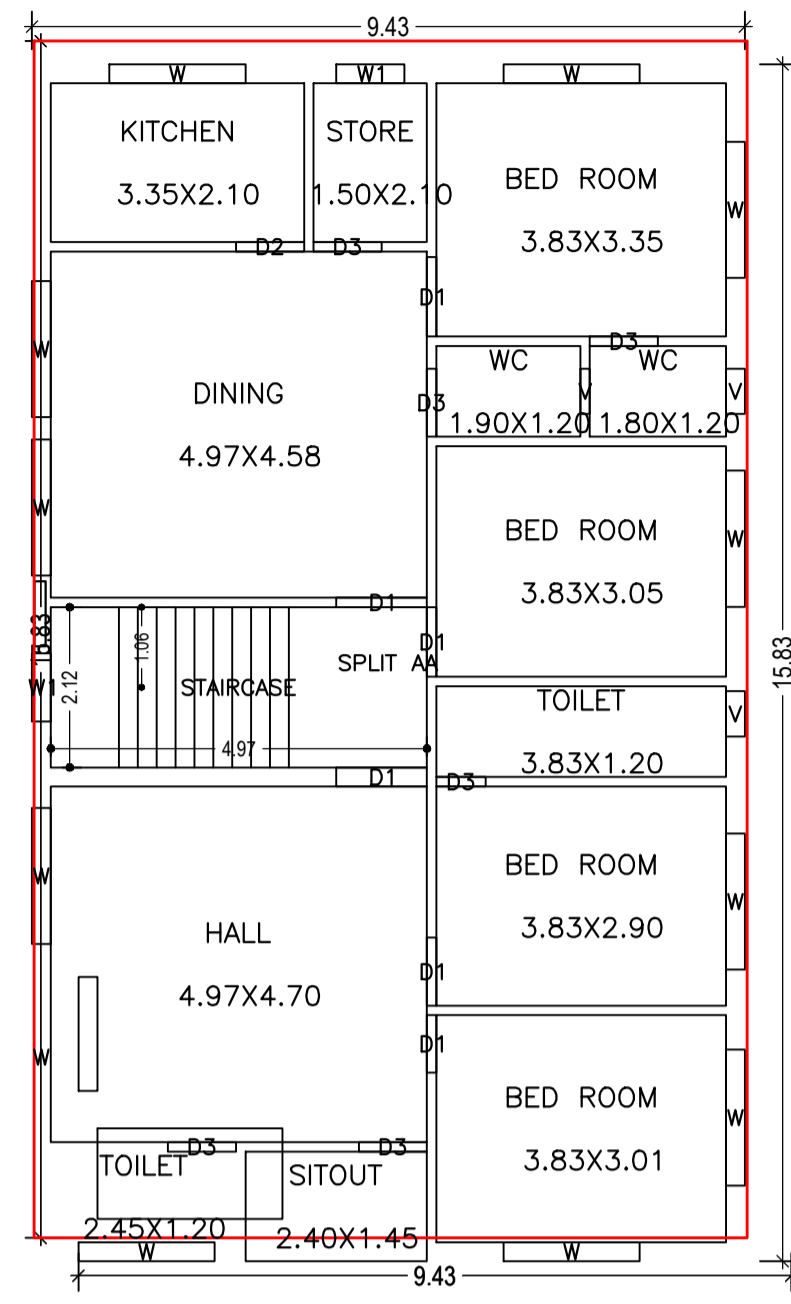 9.43
W
W1
W
KITCHEN
3.35X2.10
STORE
1.50X2.10
BED ROOM
3.83X3.35
W
D2
D3
D1
W
D3
WC
1.90X1.20
V
WC
1.80X1.20
V
D3
DINING
4.97X4.58
W
BED ROOM
3.83X3.05
W
D1
D1
15.83
W1
2.12
1.06
STAIRCASE
SPLIT AA
4.97
15.83
TOILET
3.83X1.20
V
D1
D3
W
BED ROOM
3.83X2.90
W
HALL
4.97X4.70
D1
W
D1
BED ROOM
3.83X3.01
W
D3
D3
TOILET
2.45X1.20
SITOUT
2.40X1.45
W
W
9.43